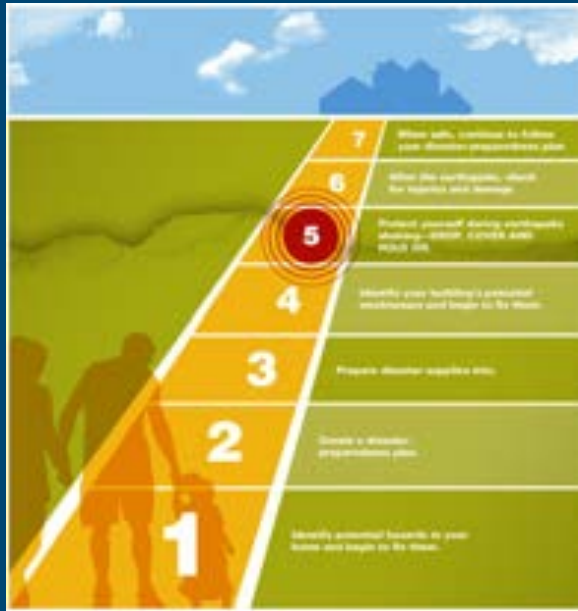 7
When safe, continue to follow
your disaster-preparedness plan.
6
After the earthquake, check
for injuries and damage.
5
Protect yourself during earthquake
shaking—DROP, COVER AND
HOLD ON.
4
Identify your building's potential
weaknesses and begin to fix them.
3
Prepare disaster supplies kits.
2
Create a disaster-
preparedness plan.
1
Identify potential hazards in your
home and begin to fix them.